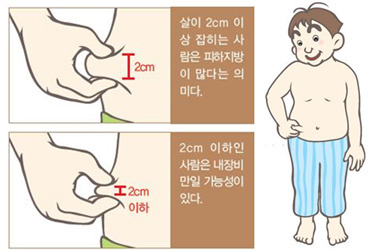 살이 2cm 이
상 잡히는 사
람은 피하지방
이 많다는 의
미다.
2cm
2cm 이하인
사람은 내장비
만일 가능성이
있다.
2cm
이하